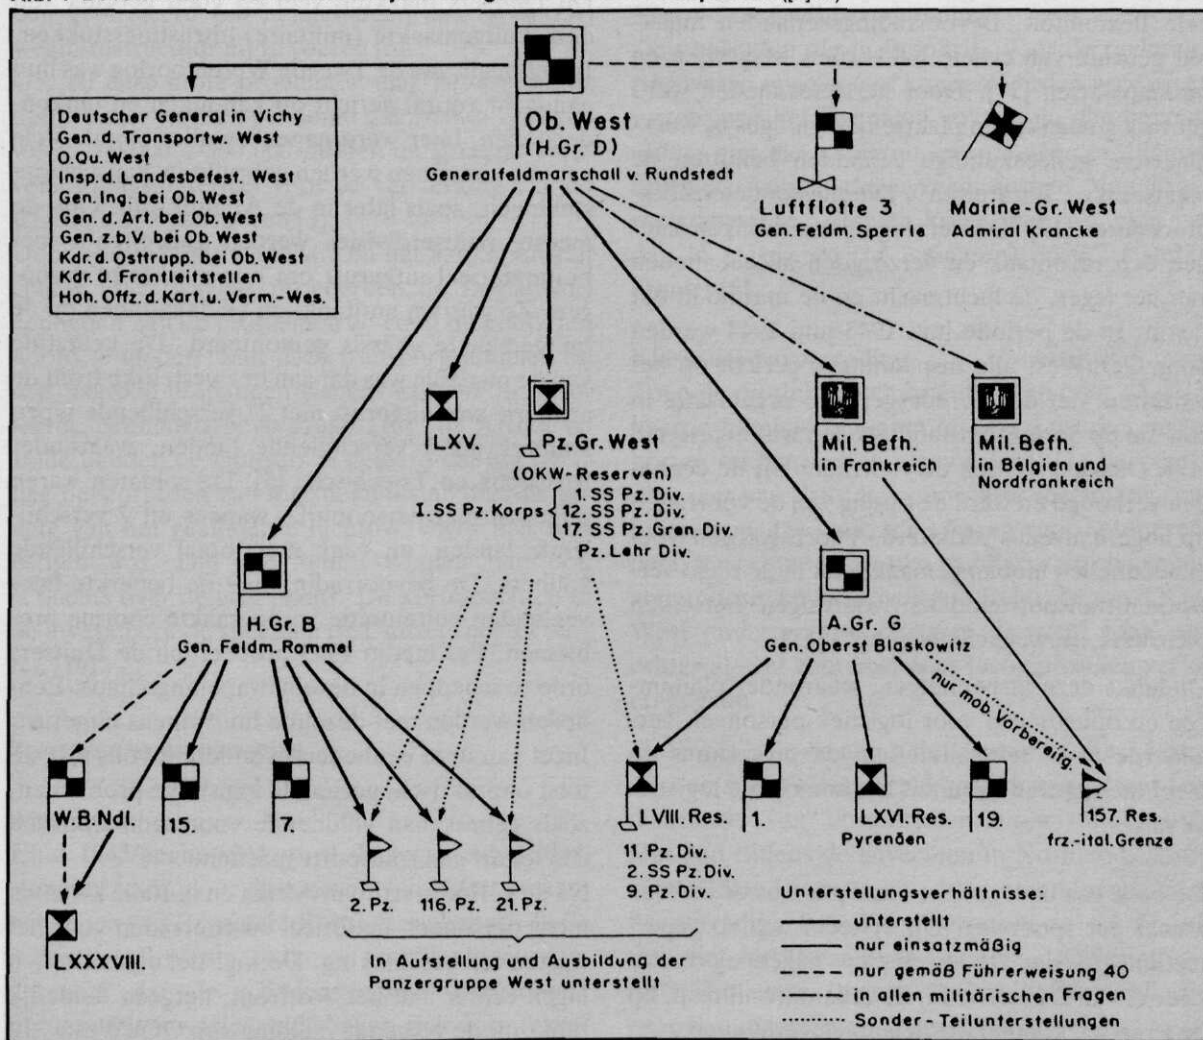 Deutscher General in Vichy
Gen. d. Transportw. West
O.Qu. West
Insp. d. Landesbefest. West
Gen. Ing. bei Ob. West
Gen. d. Art. bei Ob. West
Gen. z.b.V. bei Ob. West
Kdr. d. Osttrupp. bei Ob. West
Kdr. d. Frontleitstellen
Höh. Offz. d. Kart. u. Verm.-Wes.
Ob. West
(H.Gr. D)
Generalfeldmarschall v. Rundstedt
Luftflotte 3
Gen. Feldm. Sperrle
Marine-Gr. West
Admiral Krancke
LXV.
Pz. Gr. West
(OKW-Reserven)
I. SS Pz. Korps
1. SS Pz. Div.
12. SS Pz. Div.
17. SS Pz. Gren. Div.
Pz. Lehr Div.
Mil. Befh.
in Frankreich
Mil. Befh.
in Belgien und
Nordfrankreich
H.Gr. B
Gen. Feldm. Rommel
A.Gr. G
Gen. Oberst Blaskowitz
nur mob. Vorbereitg.
W.B.Ndl.
15.
7.
LXXXVIII.
2. Pz.
116. Pz.
21. Pz.
In Aufstellung und Ausbildung der
Panzergruppe West unterstellt
LVIII. Res.
11. Pz. Div.
2. SS Pz. Div.
9. Pz. Div.
1.
LXVI. Res.
Pyrenäen
19.
157. Res.
frz.-ital. Grenze
Unterstellungsverhältnisse:
unterstellt
nur einsatzmäßig
nur gemäß Führerweisung 40
in allen militärischen Fragen
Sonder-Teilunterstellungen